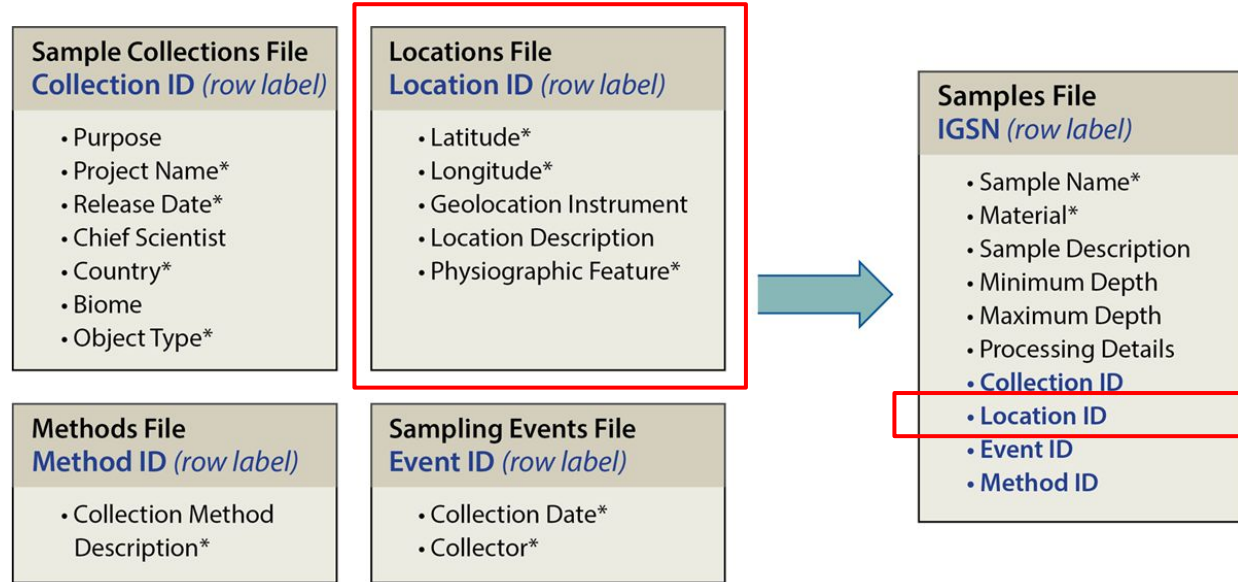 Sample Collections File
Collection ID (row label)
• Purpose
• Project Name*
• Release Date*
• Chief Scientist
• Country*
• Biome
• Object Type*
Locations File
Location ID (row label)
• Latitude*
• Longitude*
• Geolocation Instrument
• Location Description
• Physiographic Feature*
Methods File
Method ID (row label)
• Collection Method
Description*
Sampling Events File
Event ID (row label)
• Collection Date*
• Collector*
Samples File
IGSN (row label)
• Sample Name*
• Material*
• Sample Description
• Minimum Depth
• Maximum Depth
• Processing Details
• Collection ID
• Location ID
• Event ID
• Method ID